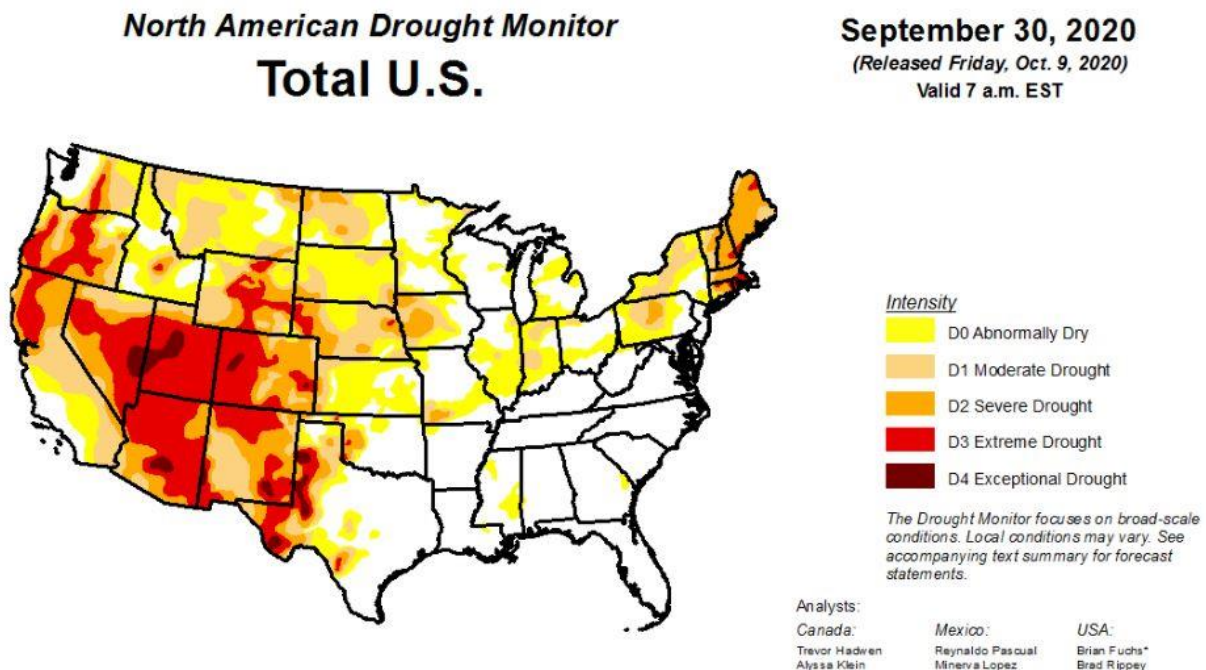 North American Drought Monitor
Total U.S.
September 30, 2020
(Released Friday, Oct. 9, 2020)
Valid 7 a.m. EST
Intensity
D0 Abnormally Dry
D1 Moderate Drought
D2 Severe Drought
D3 Extreme Drought
D4 Exceptional Drought
The Drought Monitor focuses on broad-scale
conditions. Local conditions may vary. See
accompanying text summary for forecast
statements.
Analysts:
Canada: Mexico: USA:
Trevor Hadwen Reynaldo Pascual Brian Fuchs*
Alyssa Klein Minerva Lopez Brad Rippey